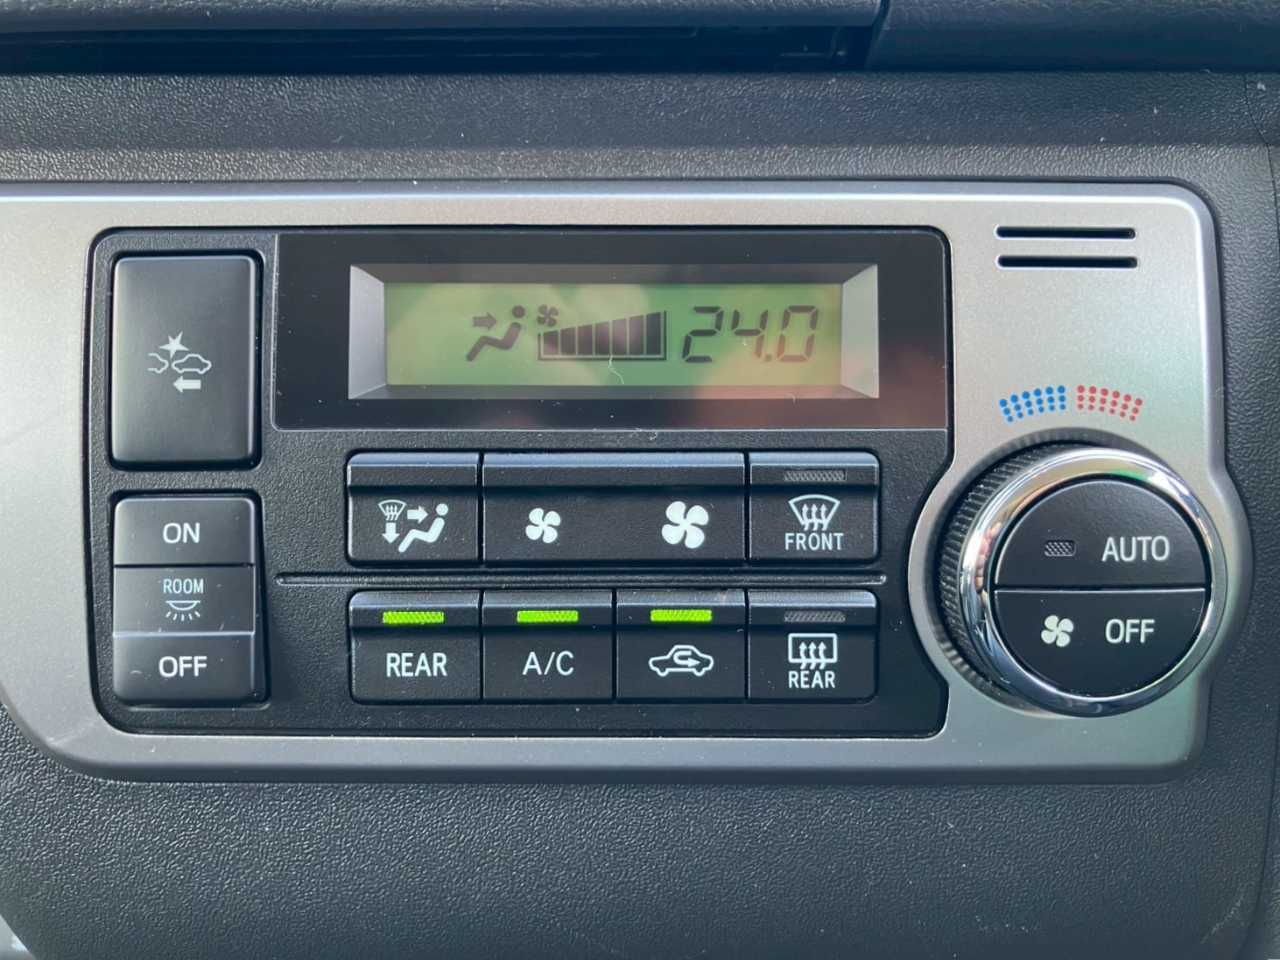 24.0
ON
ROOM
OFF
FRONT
REAR
A/C
REAR
AUTO
OFF